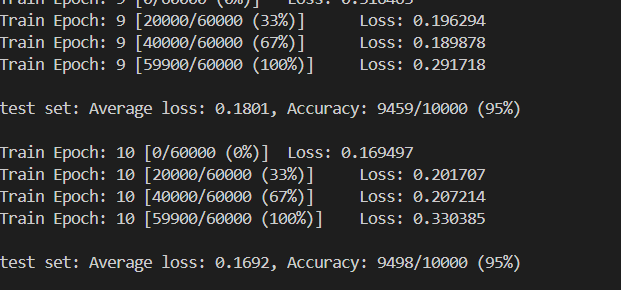 Train Epoch: 9 [0/60000 (0%)] Loss: 0.310403
Train Epoch: 9 [20000/60000 (33%)] Loss: 0.196294
Train Epoch: 9 [40000/60000 (67%)] Loss: 0.189878
Train Epoch: 9 [59900/60000 (100%)] Loss: 0.291718
test set: Average loss: 0.1801, Accuracy: 9459/10000 (95%)
Train Epoch: 10 [0/60000 (0%)] Loss: 0.169497
Train Epoch: 10 [20000/60000 (33%)] Loss: 0.201707
Train Epoch: 10 [40000/60000 (67%)] Loss: 0.207214
Train Epoch: 10 [59900/60000 (100%)] Loss: 0.330385
test set: Average loss: 0.1692, Accuracy: 9498/10000 (95%)